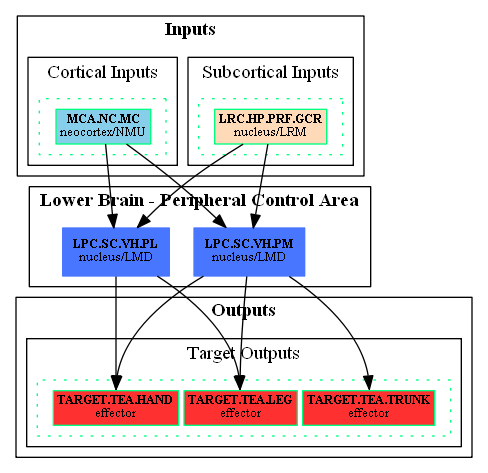 Inputs
Cortical Inputs
Subcortical Inputs
MCA.NC.MC
neocortex/NMU
LRC.HP.PRF.GCR
nucleus/LRM
Lower Brain - Peripheral Control Area
LPC.SC.VH.PL
nucleus/LMD
LPC.SC.VH.PM
nucleus/LMD
Outputs
Target Outputs
TARGET.TEA.HAND
effector
TARGET.TEA.LEG
effector
TARGET.TEA.TRUNK
effector